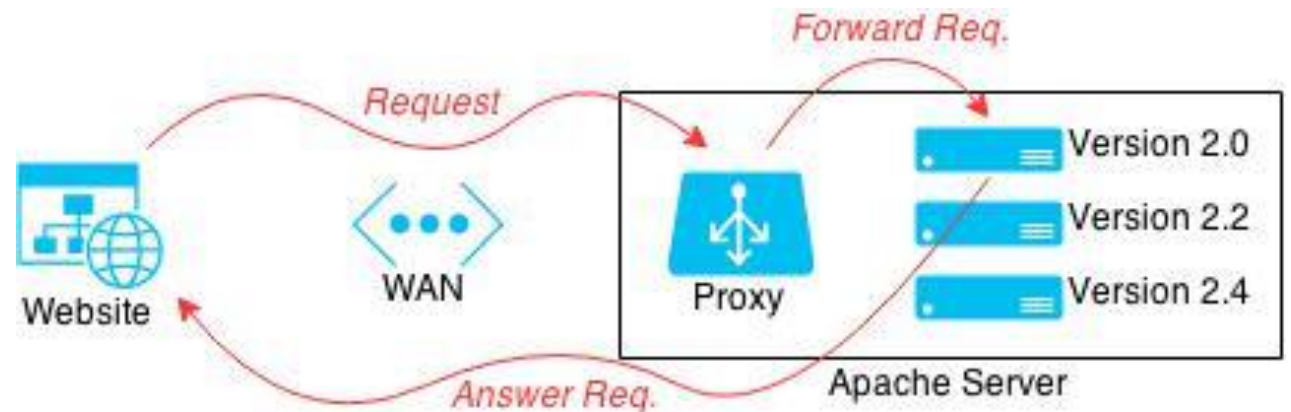 Forward Req.
Request
Version 2.0
Version 2.2
WAN
Proxy
Version 2.4
Website
Answer Req.
Apache Server